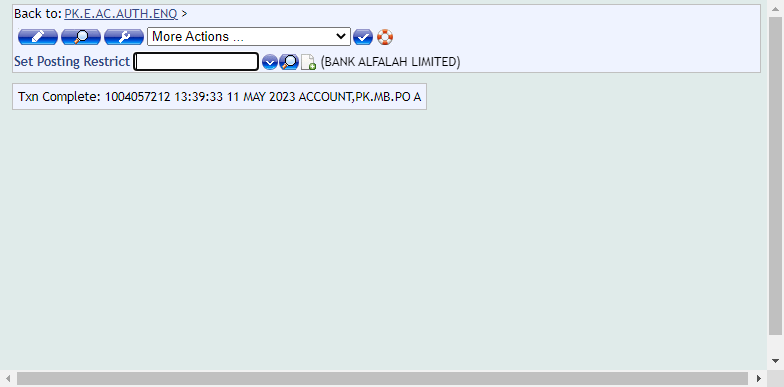 Back to: PK.E.AC.AUTH.ENQ >
More Actions ...
Set Posting Restrict (BANK ALFALAH LIMITED)
Txn Complete: 1004057212 13:39:33 11 MAY 2023 ACCOUNT,PK.MB.PO A